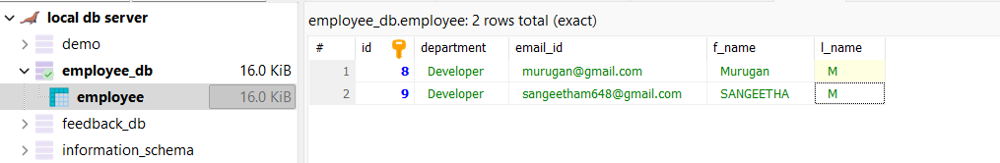 local db server
demo
employee_db 16.0 KiB
employee 16.0 KiB
feedback_db
information_schema
employee_db.employee: 2 rows total (exact)
# id department email_id f_name l_name
1 8 Developer murugan@gmail.com Murugan M
2 9 Developer sangeetham648@gmail.com SANGEETHA M